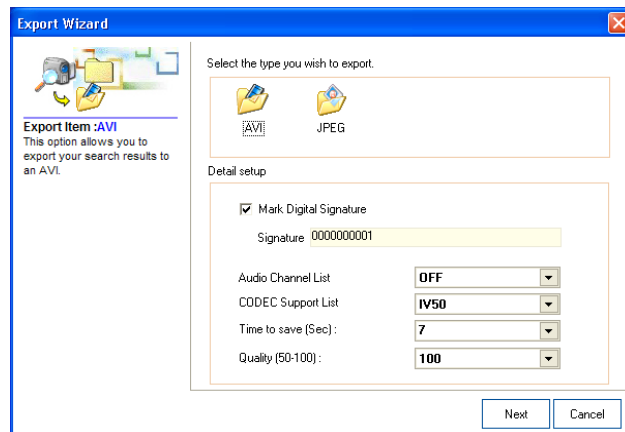 Export Wizard
Select the type you wish to export.
AVI
JPEG
Export Item :AVI
This option allows you to
export your search results to
an AVI.
Detail setup
Mark Digital Signature
Signature 0000000001
Audio Channel List OFF
CODEC Support List IV50
Time to save (Sec) : 7
Quality (50-100) : 100
Next Cancel